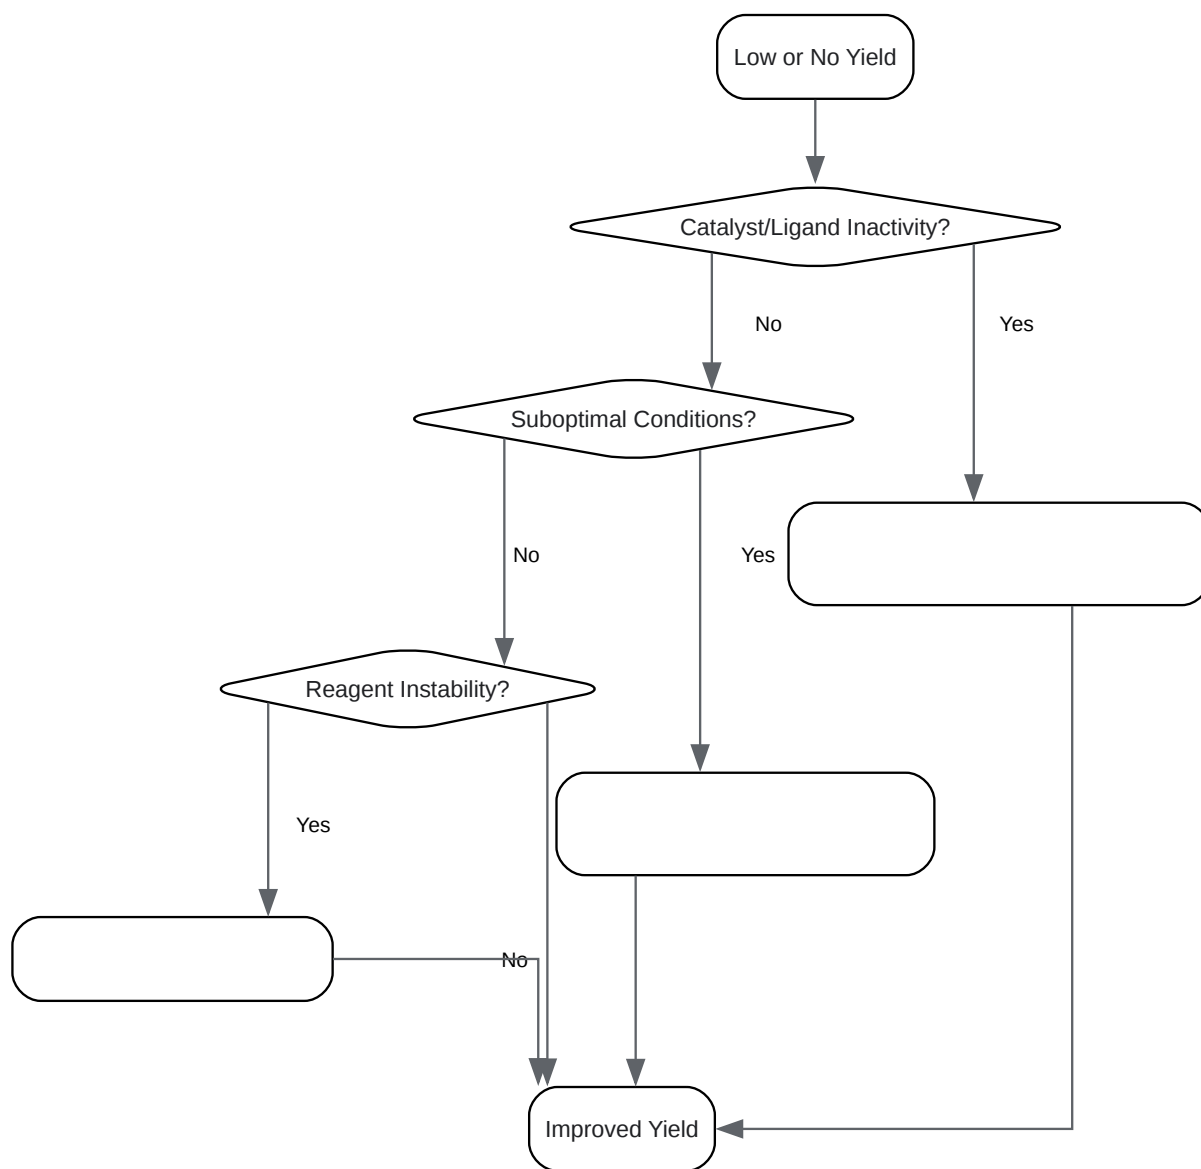 Low or No Yield
Catalyst/Ligand Inactivity?
No
Yes
Suboptimal Conditions?
No
Yes
Reagent Instability?
Yes
No
Improved Yield